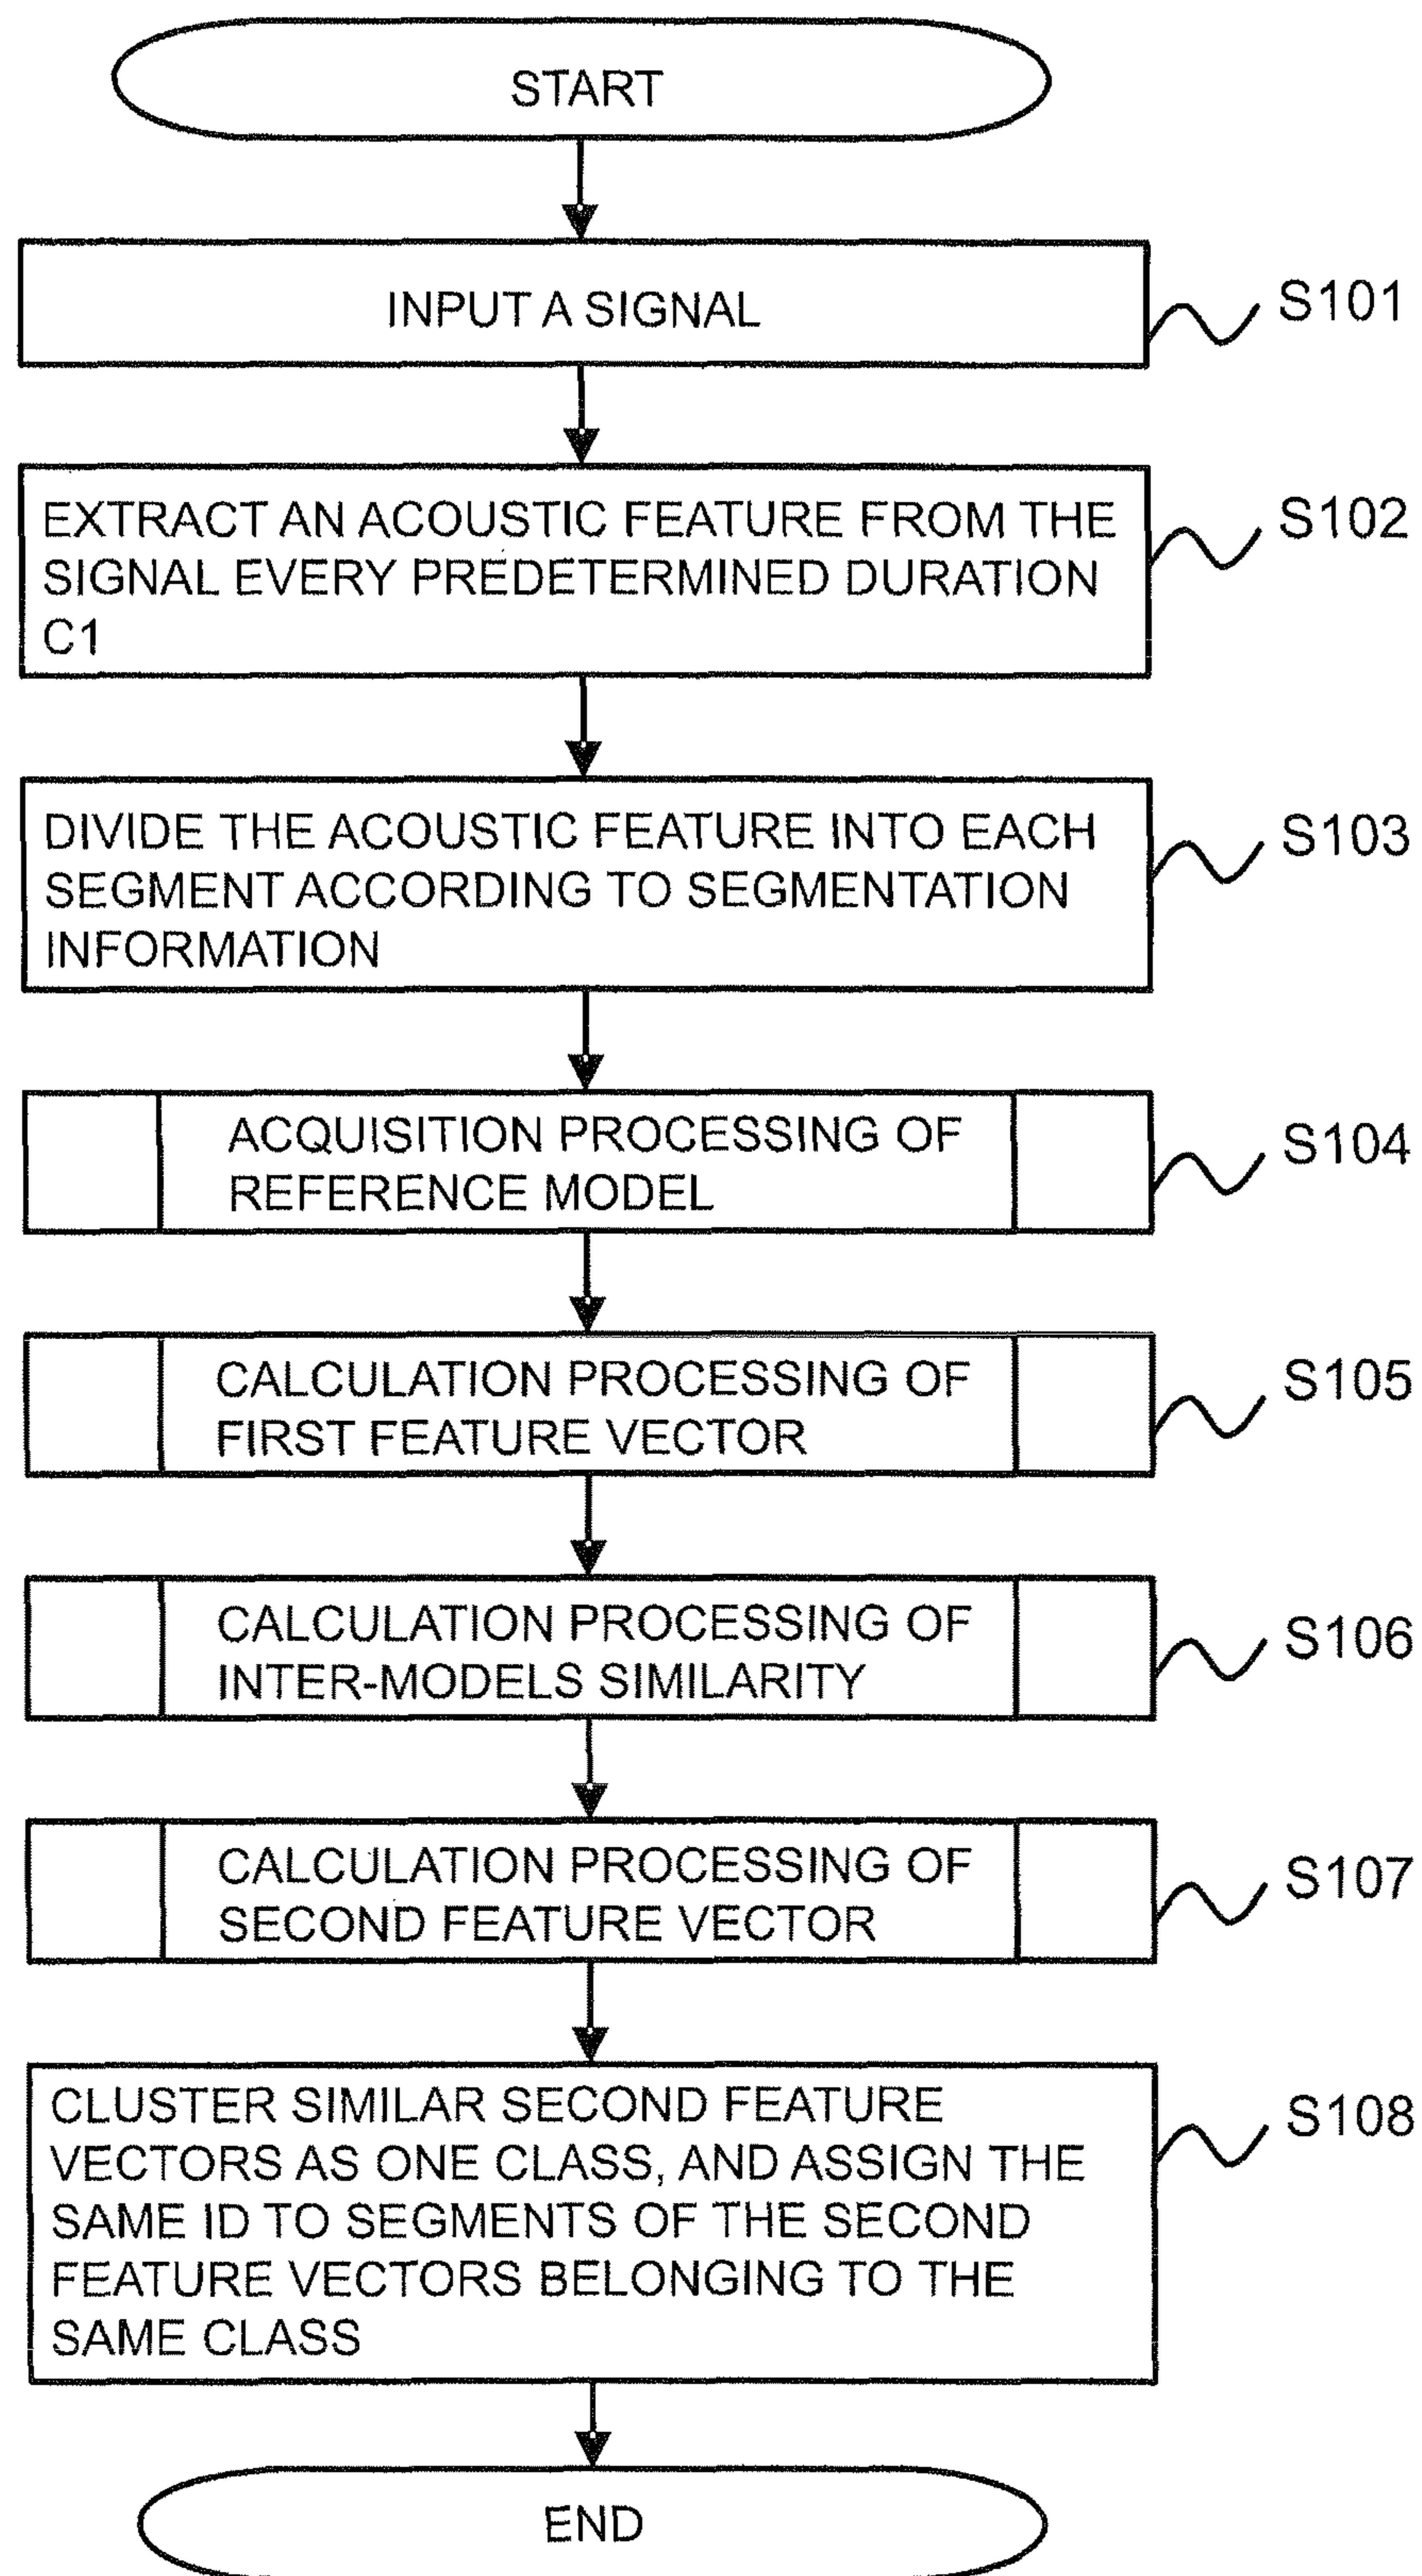 START
INPUT A SIGNAL
S101
EXTRACT AN ACOUSTIC FEATURE FROM THE
SIGNAL EVERY PREDETERMINED DURATION
C1
S102
DIVIDE THE ACOUSTIC FEATURE INTO EACH
SEGMENT ACCORDING TO SEGMENTATION
INFORMATION
S103
ACQUISITION PROCESSING OF
REFERENCE MODEL
S104
CALCULATION PROCESSING OF
FIRST FEATURE VECTOR
S105
CALCULATION PROCESSING OF
INTER-MODELS SIMILARITY
S106
CALCULATION PROCESSING OF
SECOND FEATURE VECTOR
S107
CLUSTER SIMILAR SECOND FEATURE
VECTORS AS ONE CLASS, AND ASSIGN THE
SAME ID TO SEGMENTS OF THE SECOND
FEATURE VECTORS BELONGING TO THE
SAME CLASS
S108
END